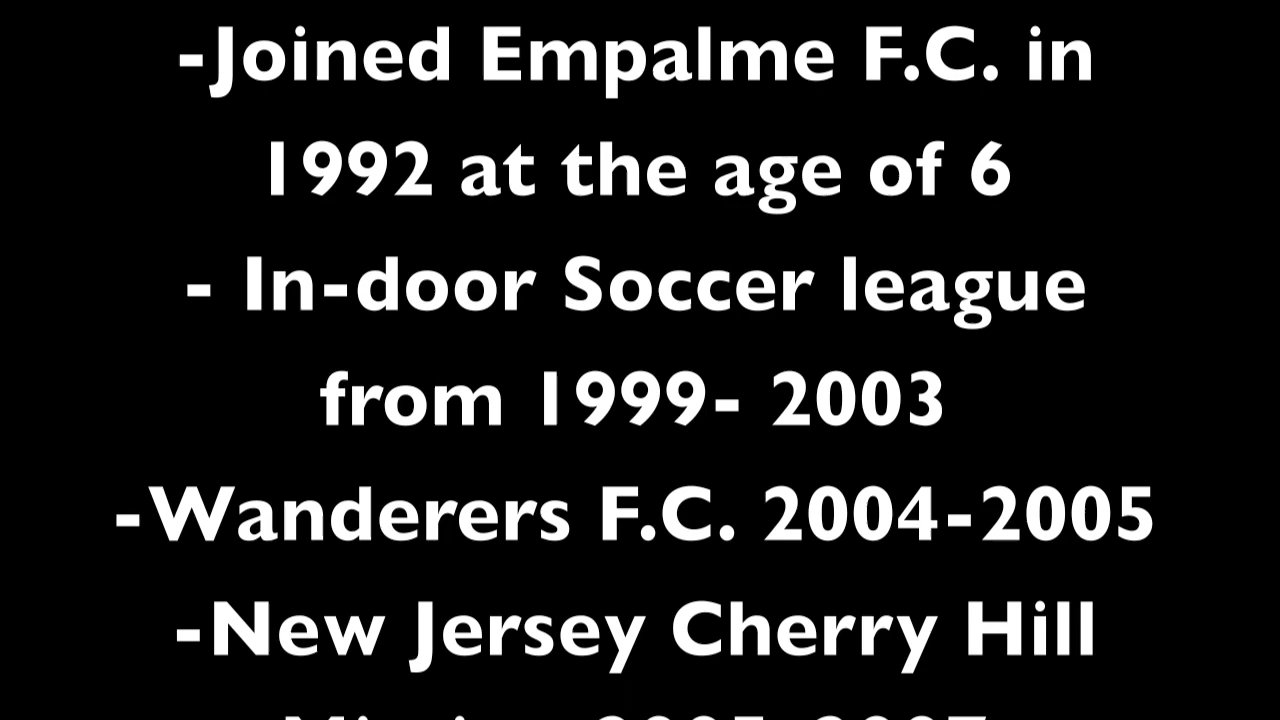 -Joined Empalme F.C. in
1992 at the age of 6
- In-door Soccer league
from 1999- 2003
-Wanderers F.C. 2004-2005
-New Jersey Cherry Hill